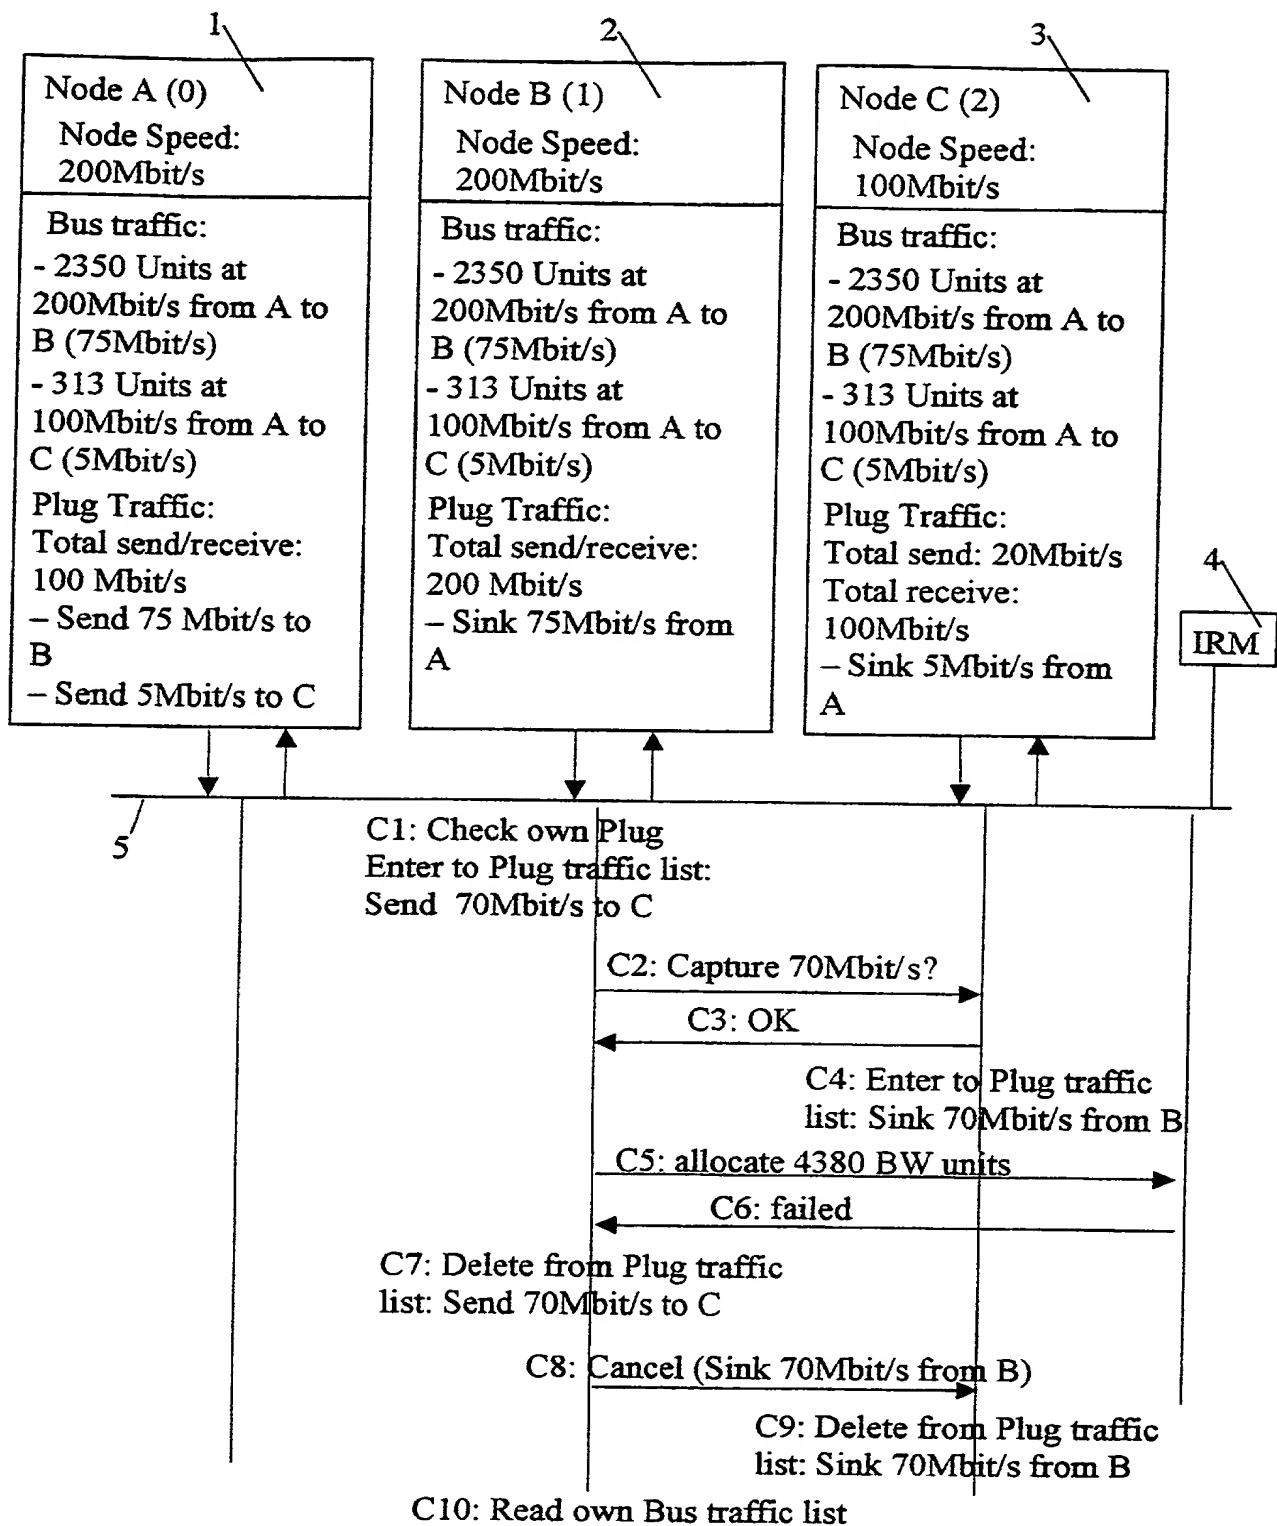 1
2
3
Node A (0)
Node Speed:
200Mbit/s
Bus traffic:
- 2350 Units at
200Mbit/s from A to
B (75Mbit/s)
- 313 Units at
100Mbit/s from A to
C (5Mbit/s)
Plug Traffic:
Total send/receive:
100 Mbit/s
– Send 75 Mbit/s to
B
– Send 5Mbit/s to C
Node B (1)
Node Speed:
200Mbit/s
Bus traffic:
- 2350 Units at
200Mbit/s from A to
B (75Mbit/s)
- 313 Units at
100Mbit/s from A to
C (5Mbit/s)
Plug Traffic:
Total send/receive:
200 Mbit/s
– Sink 75Mbit/s from
A
Node C (2)
Node Speed:
100Mbit/s
Bus traffic:
- 2350 Units at
200Mbit/s from A to
B (75Mbit/s)
- 313 Units at
100Mbit/s from A to
C (5Mbit/s)
Plug Traffic:
Total send: 20Mbit/s
Total receive:
100Mbit/s
– Sink 5Mbit/s from
A
4
IRM
5
C1: Check own Plug
Enter to Plug traffic list:
Send 70Mbit/s to C
C2: Capture 70Mbit/s?
C3: OK
C4: Enter to Plug traffic
list: Sink 70Mbit/s from B
C5: allocate 4380 BW units
C6: failed
C7: Delete from Plug traffic
list: Send 70Mbit/s to C
C8: Cancel (Sink 70Mbit/s from B)
C9: Delete from Plug traffic
list: Sink 70Mbit/s from B
C10: Read own Bus traffic list